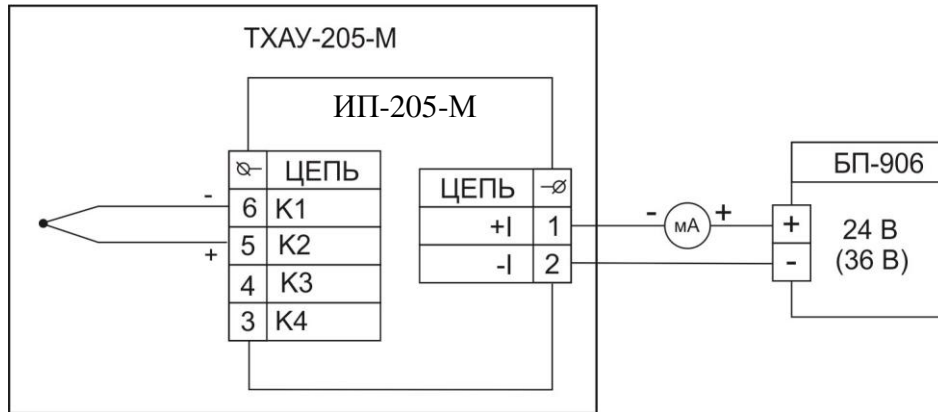 ТХАУ-205-М
ИП-205-М
ЦЕПЬ
- 6 К1
+ 5 К2
4 К3
3 К4
ЦЕПЬ
+I 1
-I 2
- мА +
БП-906
+
-
24 В
(36 В)